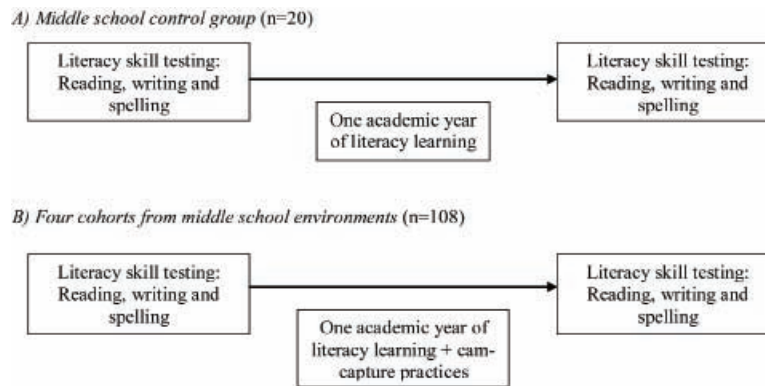 A) Middle school control group (n=20)
Literacy skill testing:
Reading, writing and
spelling
One academic year
of literacy learning
Literacy skill testing:
Reading, writing and
spelling
B) Four cohorts from middle school environments (n=108)
Literacy skill testing:
Reading, writing and
spelling
One academic year of
literacy learning + cam-
capture practices
Literacy skill testing:
Reading, writing and
spelling